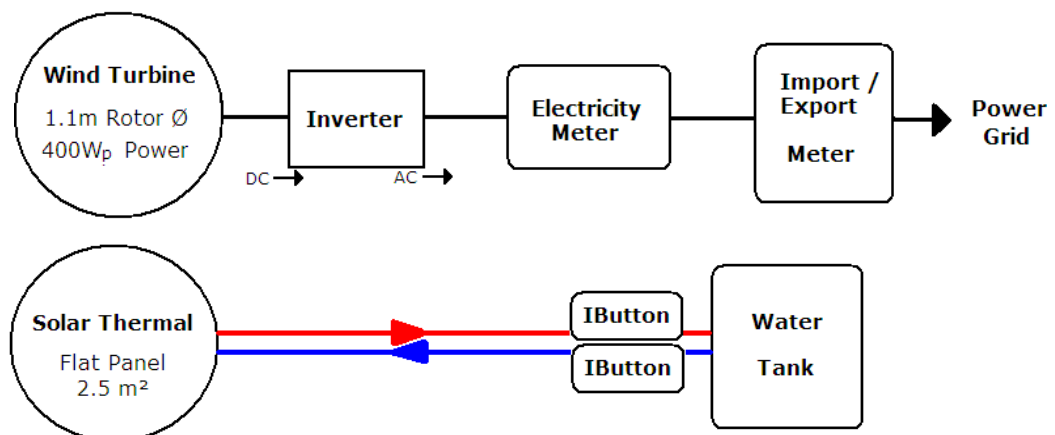 Wind Turbine
1.1m Rotor Ø
400Wp Power
Inverter
DC
AC
Electricity
Meter
Import /
Export
Meter
Power
Grid
Solar Thermal
Flat Panel
2.5 m²
IButton
IButton
Water
Tank